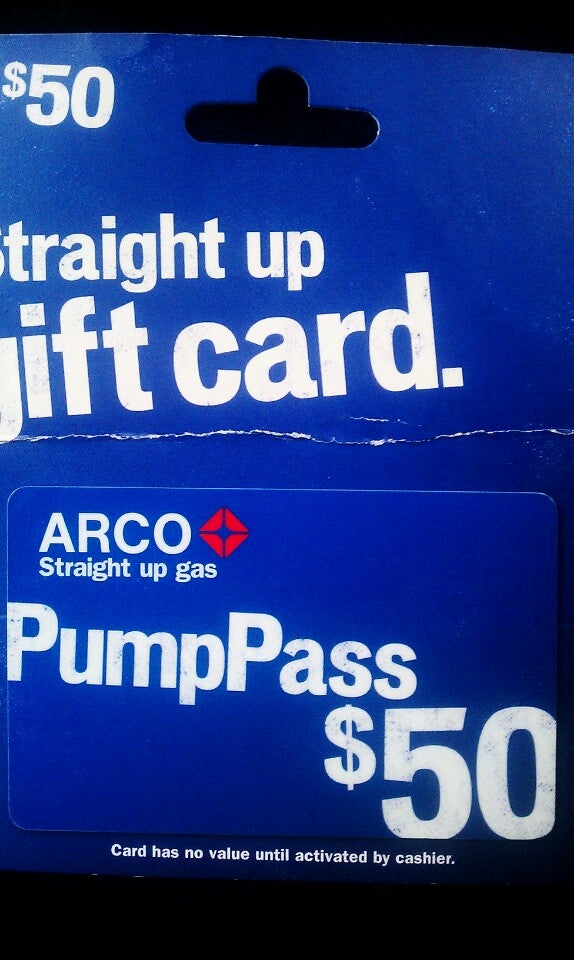 $50
Straight up
gift card.
ARCO
Straight up gas
PumpPass
$50
Card has no value until activated by cashier.